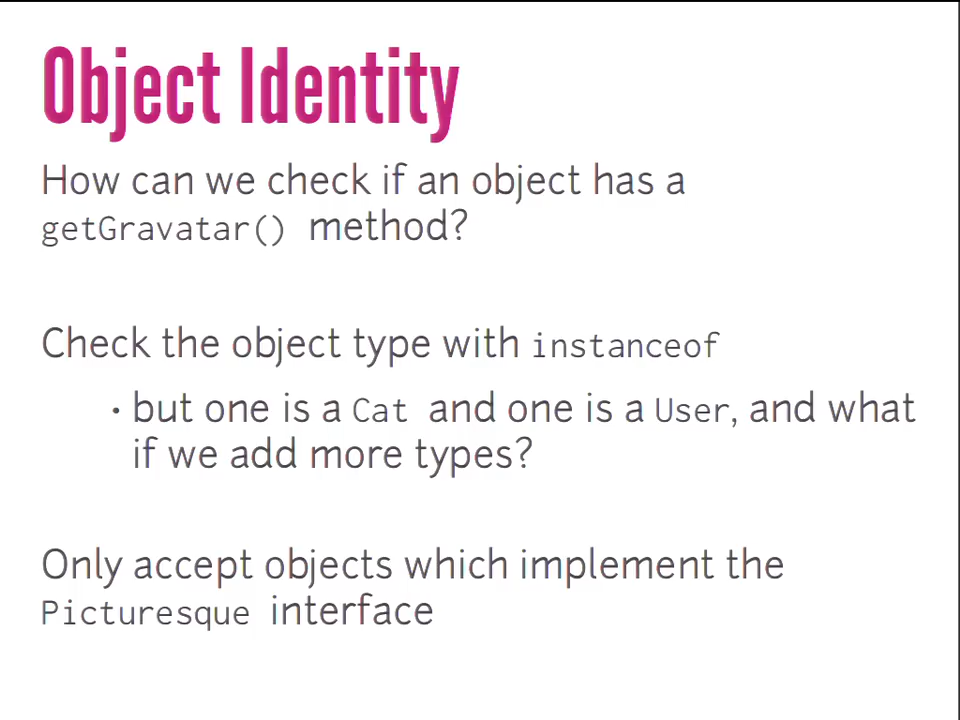 Object Identity
How can we check if an object has a
getGravatar() method?
Check the object type with instanceof
• but one is a Cat and one is a User, and what
if we add more types?
Only accept objects which implement the
Picturesque interface